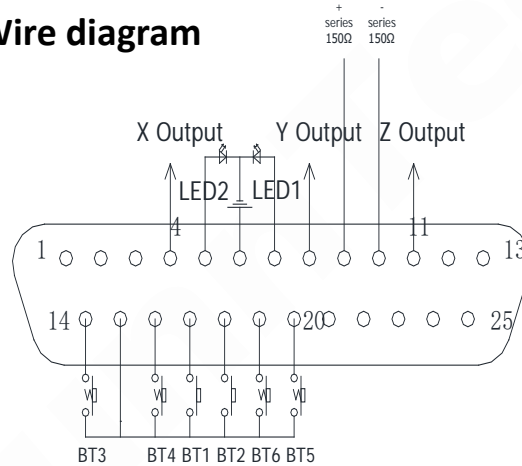 Wire diagram
+ -
series series
150Ω 150Ω
X Output Y Output Z Output
LED2 LED1
4 11
1 13
14 20 25
W W W W
BT3 BT4 BT1 BT2 BT6 BT5